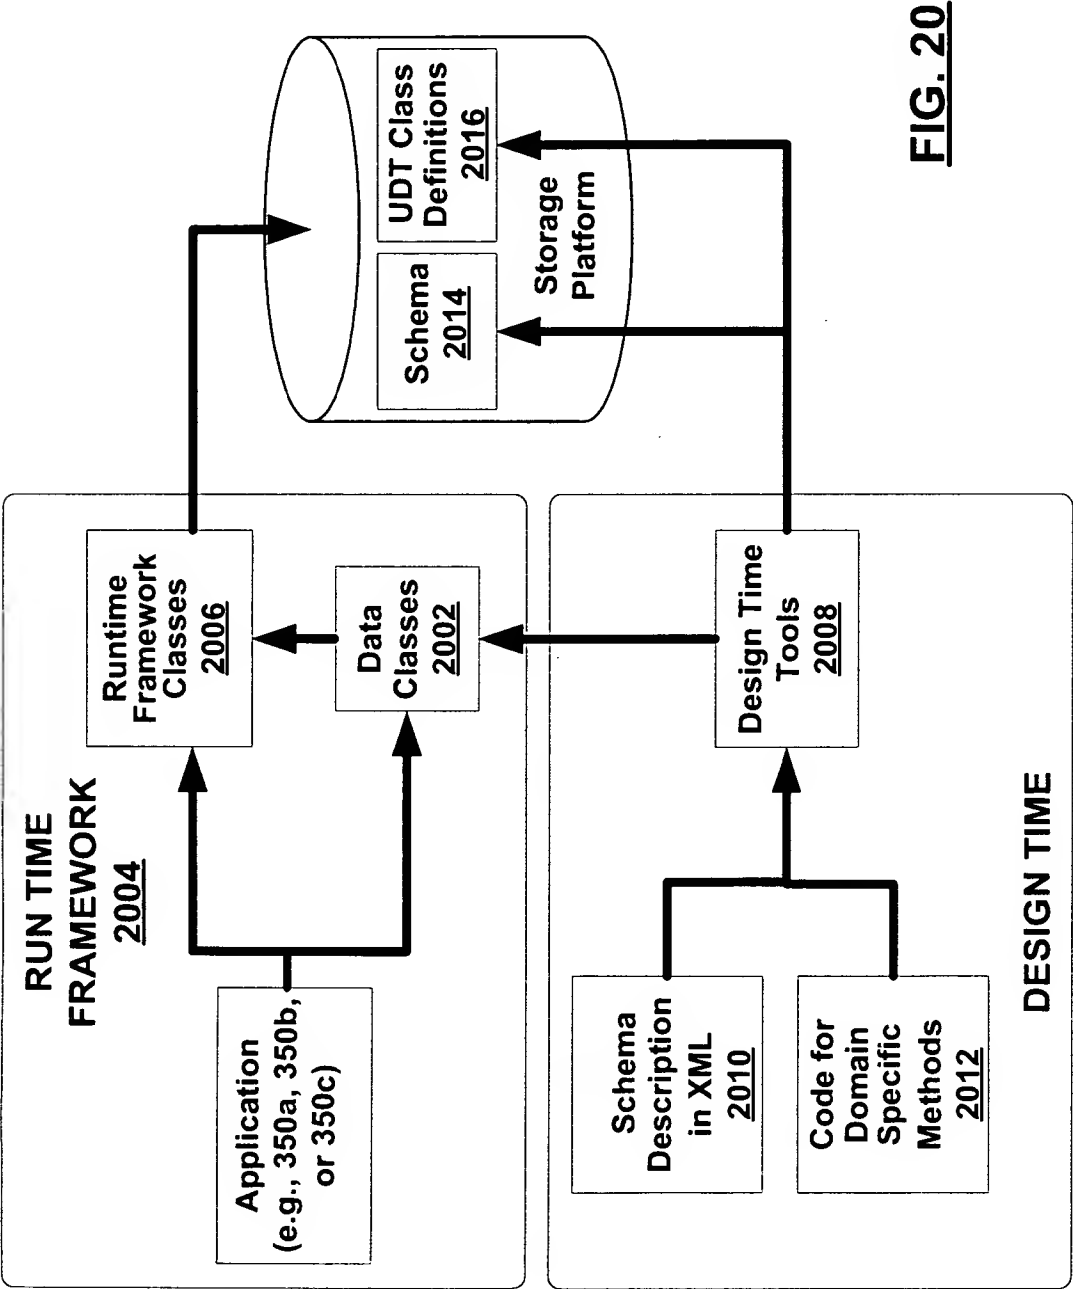 RUN TIME
FRAMEWORK
2004
Application
(e.g., 350a, 350b,
or 350c)
Runtime
Framework
Classes
2006
Data
Classes
2002
Schema
2014
UDT Class
Definitions
2016
Storage
Platform
Schema
Description
in XML
2010
Code for
Domain
Specific
Methods
2012
Design Time
Tools
2008
DESIGN TIME
FIG. 20